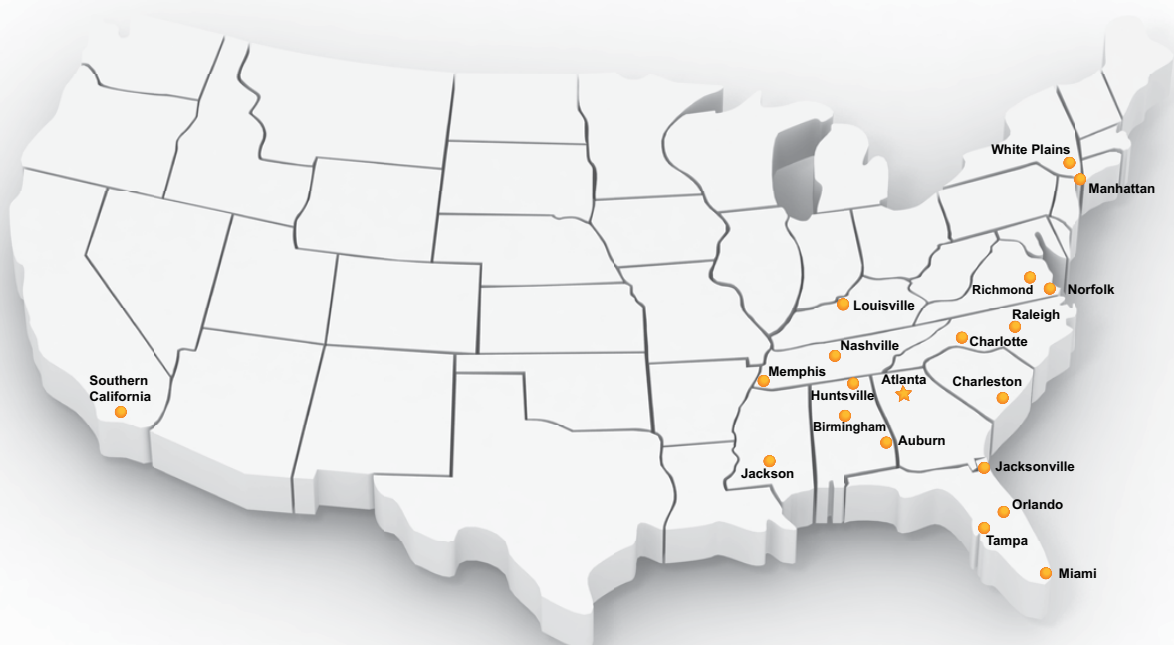 White Plains
Manhattan
Richmond
Norfolk
Louisville
Raleigh
Charlotte
Nashville
Memphis
Atlanta
Southern
California
Charleston
Huntsville
Birmingham
Auburn
Jackson
Jacksonville
Orlando
Tampa
Miami